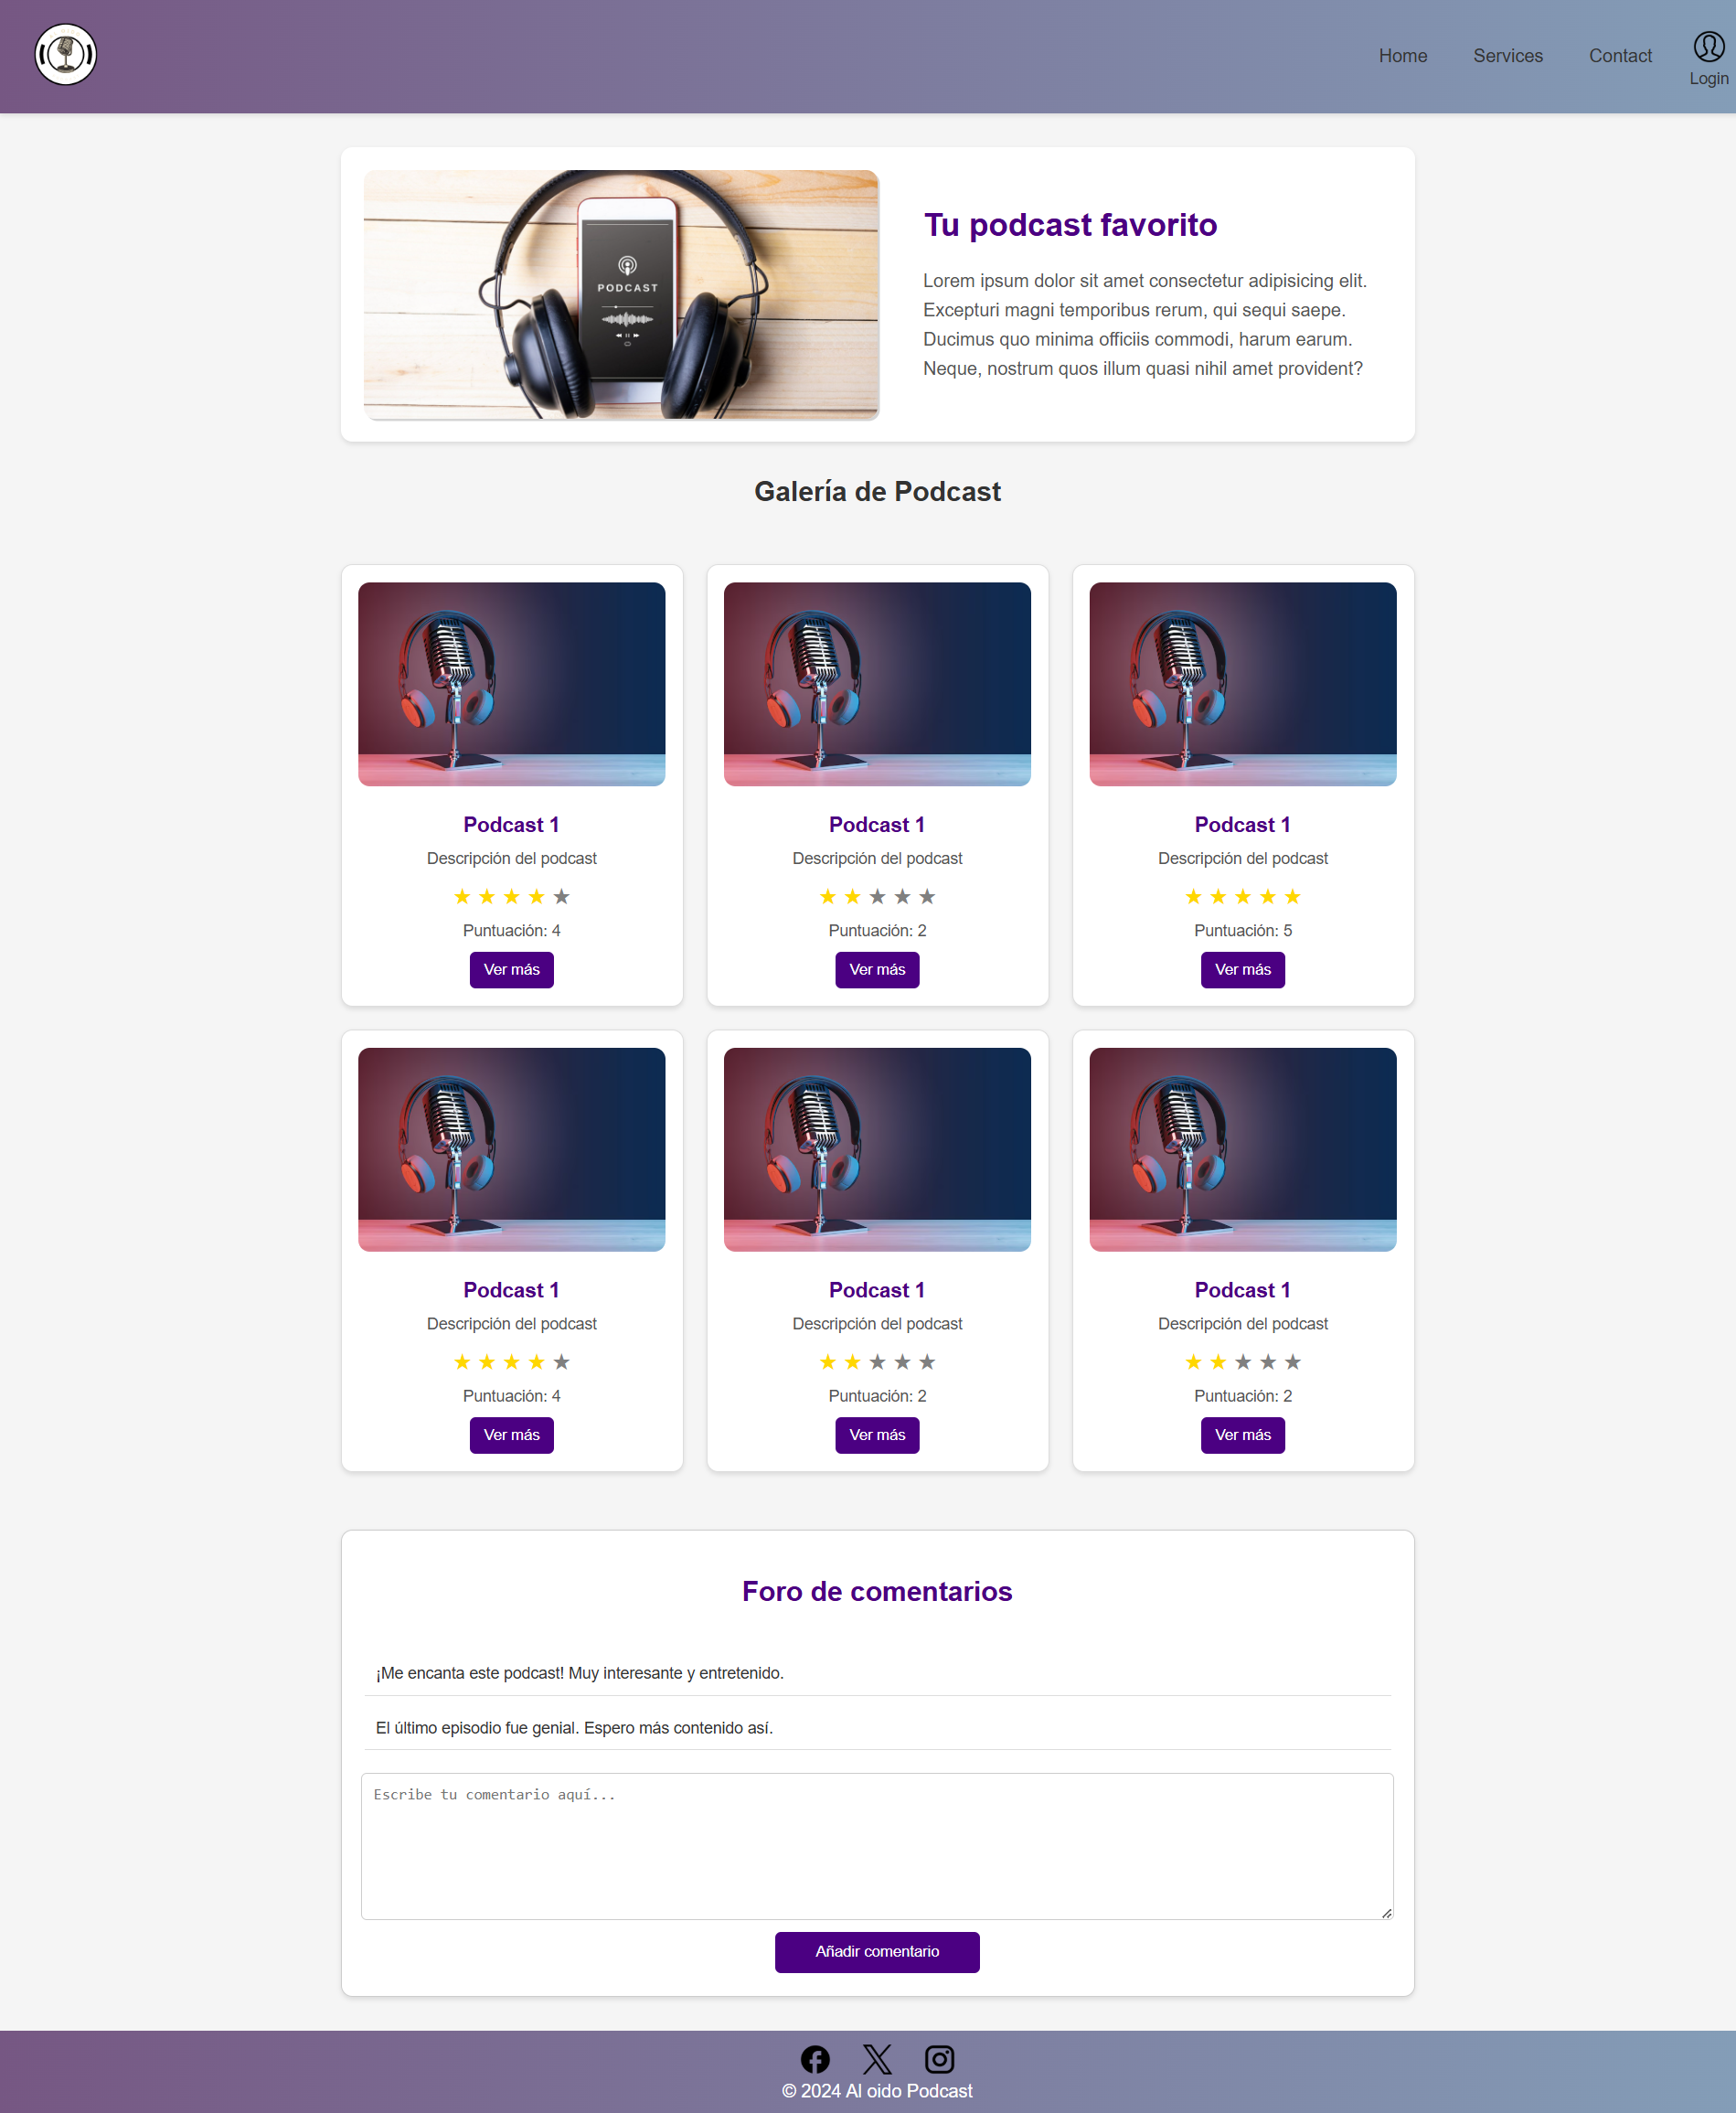 Home Services Contact Login
PODCAST
Tu podcast favorito
Lorem ipsum dolor sit amet consectetur adipisicing elit.
Excepturi magni temporibus rerum, qui sequi saepe.
Ducimus quo minima officiis commodi, harum earum.
Neque, nostrum quos illum quasi nihil amet provident?
Galería de Podcast
Podcast 1
Descripción del podcast
Puntuación: 4
Ver más
Podcast 1
Descripción del podcast
Puntuación: 2
Ver más
Podcast 1
Descripción del podcast
Puntuación: 5
Ver más
Podcast 1
Descripción del podcast
Puntuación: 4
Ver más
Podcast 1
Descripción del podcast
Puntuación: 2
Ver más
Podcast 1
Descripción del podcast
Puntuación: 2
Ver más
Foro de comentarios
¡Me encanta este podcast! Muy interesante y entretenido.
El último episodio fue genial. Espero más contenido así.
Escribe tu comentario aquí...
Añadir comentario
© 2024 Al oido Podcast